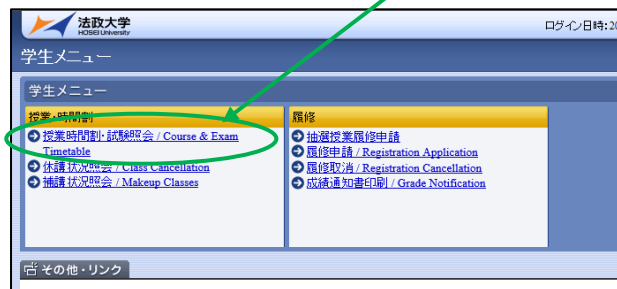 法政大学
HOSEI University
ログイン日時:20
学生メニュー
学生メニュー
授業・時間割
授業時間割・試験照会 / Course & Exam
Timetable
休講状況照会 / Class Cancellation
補講状況照会 / Makeup Classes
履修
抽選授業履修申請
履修申請 / Registration Application
履修取消 / Registration Cancellation
成績通知書印刷 / Grade Notification
その他・リンク